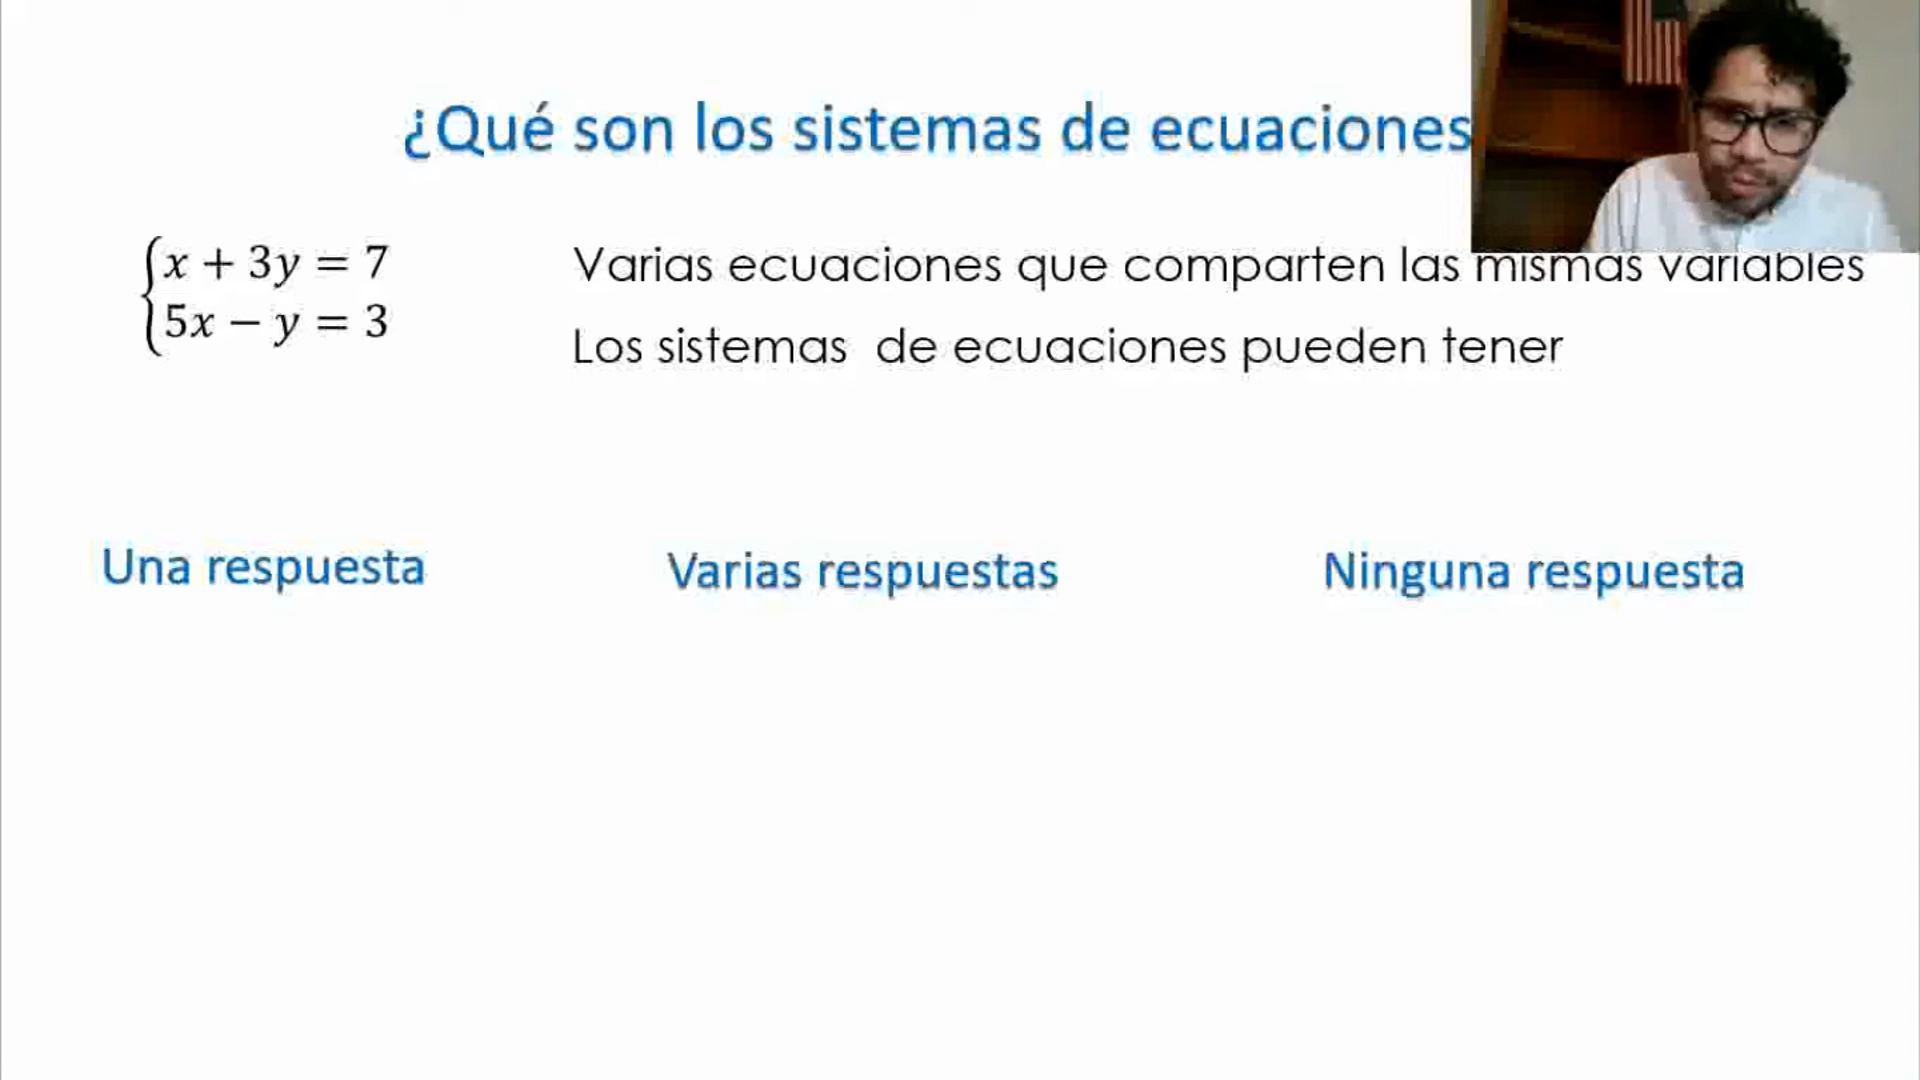 ¿Qué son los sistemas de ecuaciones
x + 3y = 7
5x − y = 3
Varias ecuaciones que comparten las mismas variables
Los sistemas de ecuaciones pueden tener
Una respuesta
Varias respuestas
Ninguna respuesta